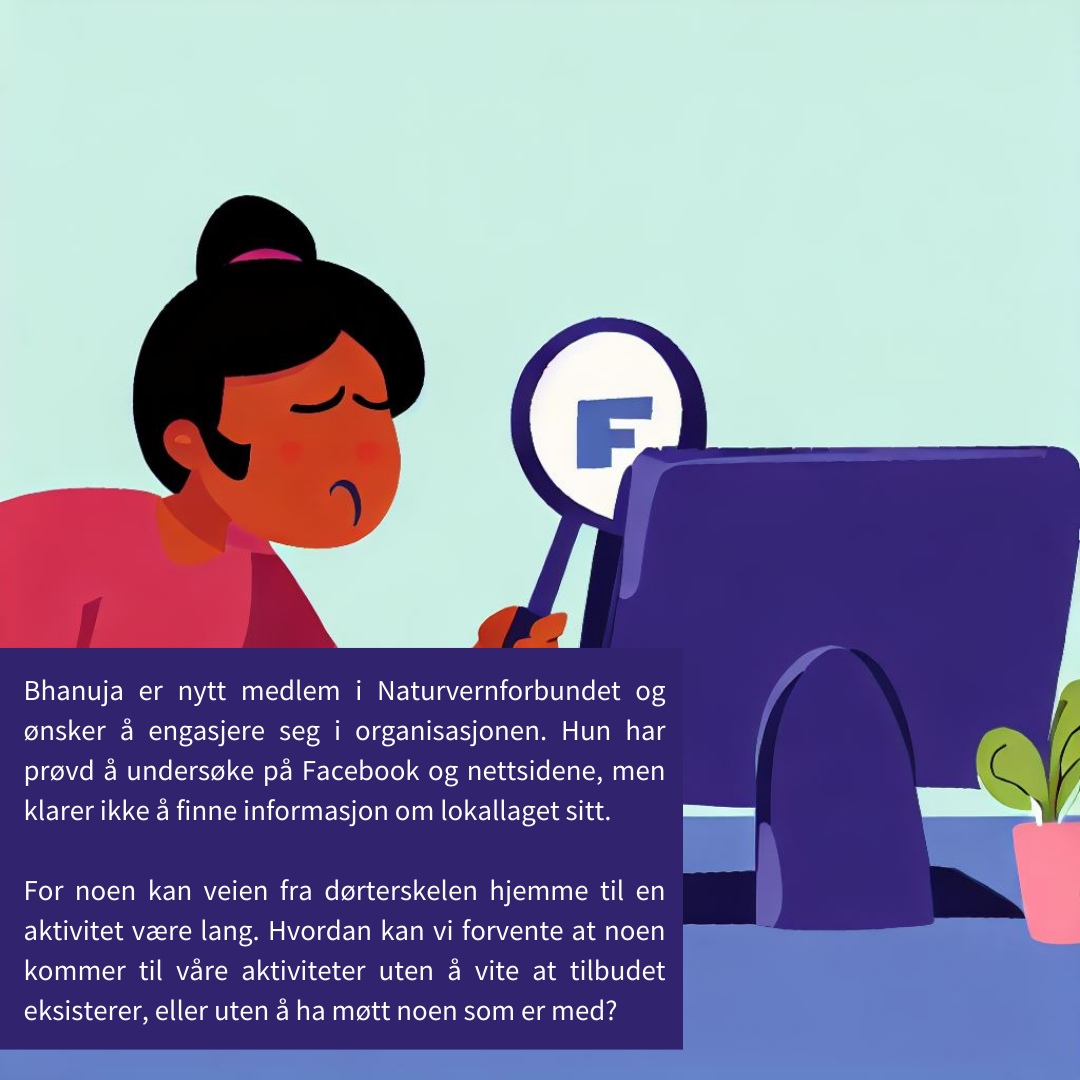 F
Bhanuja er nytt medlem i Naturvernforbundet og
ønsker å engasjere seg i organisasjonen. Hun har
prøvd å undersøke på Facebook og nettsidene, men
klarer ikke å finne informasjon om lokallaget sitt.
For noen kan veien fra dørterskelen hjemme til en
aktivitet være lang. Hvordan kan vi forvente at noen
kommer til våre aktiviteter uten å vite at tilbudet
eksisterer, eller uten å ha møtt noen som er med?